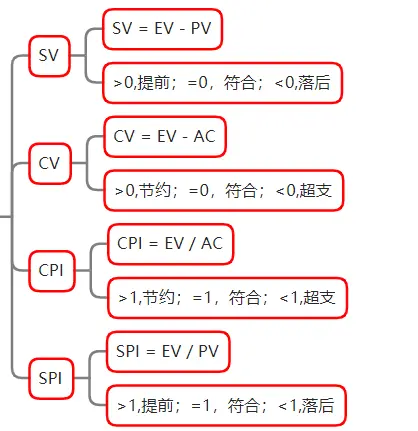 SV
SV = EV - PV
>0,提前；=0，符合；<0,落后
CV
CV = EV - AC
>0,节约；=0，符合；<0,超支
CPI
CPI = EV / AC
>1,节约；=1，符合；<1,超支
SPI
SPI = EV / PV
>1,提前；=1，符合；<1,落后